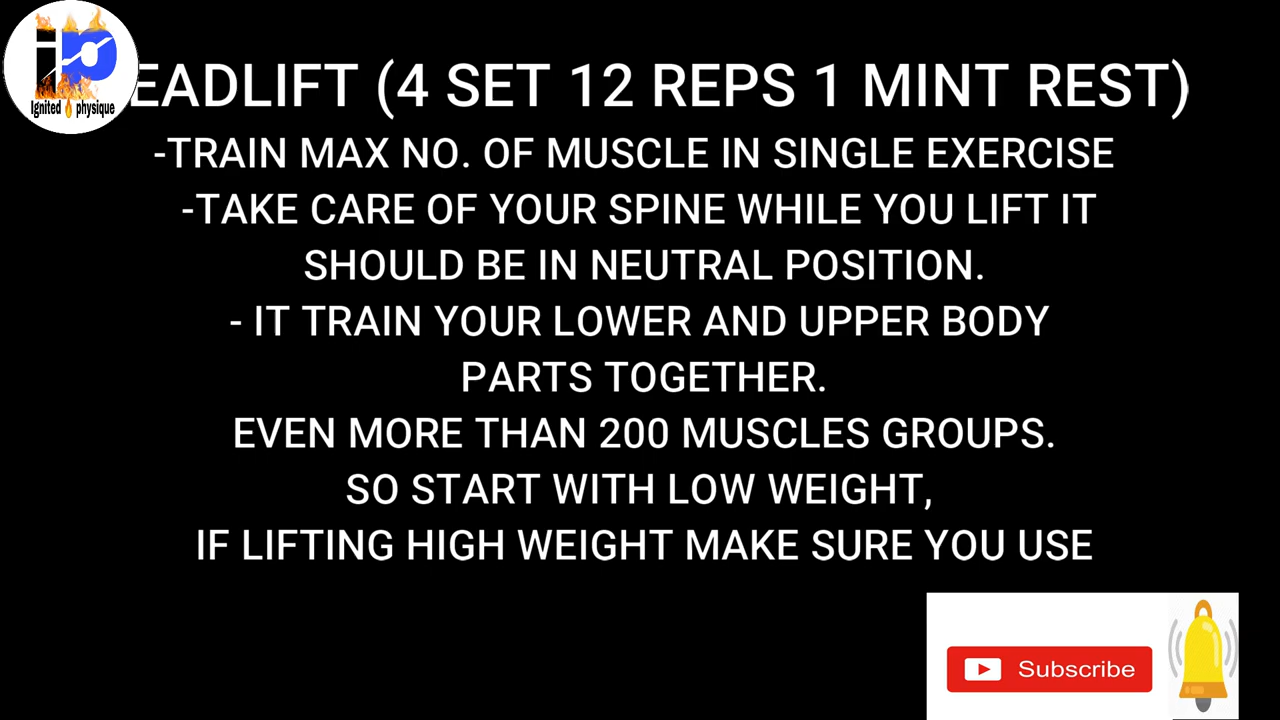 ip
Ignited physique
EADLIFT (4 SET 12 REPS 1 MINT REST)
-TRAIN MAX NO. OF MUSCLE IN SINGLE EXERCISE
-TAKE CARE OF YOUR SPINE WHILE YOU LIFT IT
SHOULD BE IN NEUTRAL POSITION.
- IT TRAIN YOUR LOWER AND UPPER BODY
PARTS TOGETHER.
EVEN MORE THAN 200 MUSCLES GROUPS.
SO START WITH LOW WEIGHT,
IF LIFTING HIGH WEIGHT MAKE SURE YOU USE
Subscribe